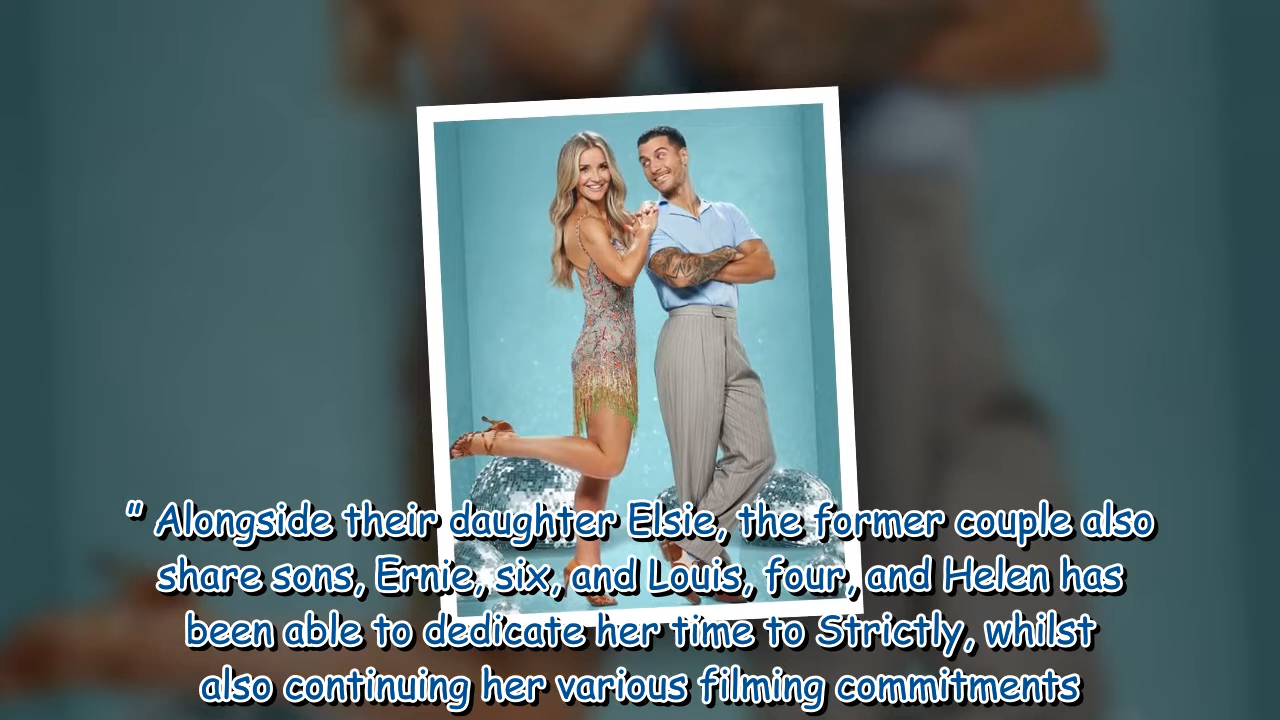 " Alongside their daughter Elsie, the former couple also
share sons, Ernie, six, and Louis, four, and Helen has
been able to dedicate her time to Strictly, whilst
also continuing her various filming commitments